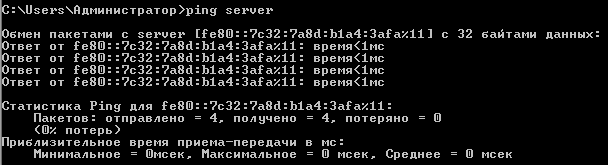 C:\Users\Администратор>ping server
Обмен пакетами с server [fe80::7c32:7a8d:b1a4:3afa%11] с 32 байтами данных:
Ответ от fe80::7c32:7a8d:b1a4:3afa%11: время<1мс
Ответ от fe80::7c32:7a8d:b1a4:3afa%11: время<1мс
Ответ от fe80::7c32:7a8d:b1a4:3afa%11: время<1мс
Ответ от fe80::7c32:7a8d:b1a4:3afa%11: время<1мс
Статистика Ping для fe80::7c32:7a8d:b1a4:3afa%11:
Пакетов: отправлено = 4, получено = 4, потеряно = 0
(0% потерь)
Приблизительное время приема-передачи в мс:
Минимальное = 0мсек, Максимальное = 0 мсек, Среднее = 0 мсек